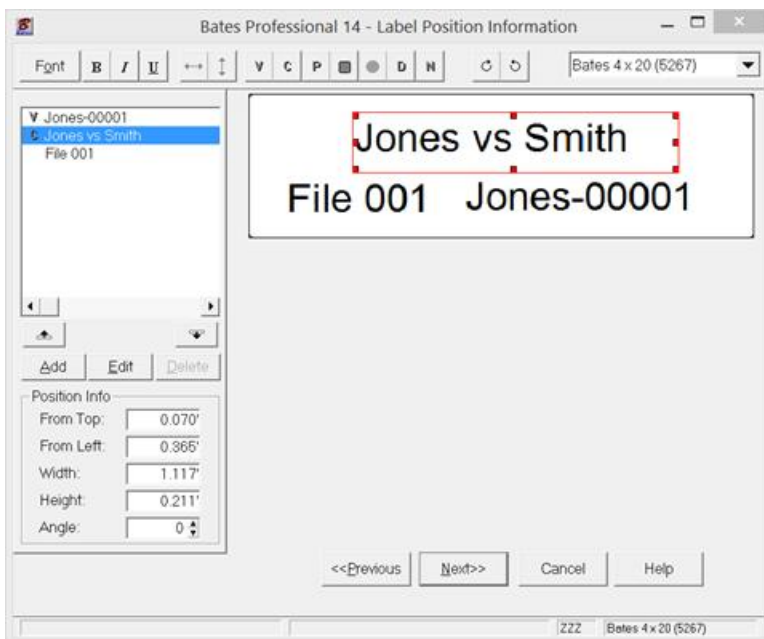 Bates Professional 14 - Label Position Information
Font B I U V C P D N Bates 4 x 20 (5267)
V Jones-00001
C Jones vs Smith
File 001
Jones vs Smith
File 001 Jones-00001
Add Edit Delete
Position Info
From Top: 0.070"
From Left: 0.365"
Width: 1.117"
Height: 0.211"
Angle: 0
<<Previous Next>> Cancel Help
ZZZ Bates 4 x 20 (5267)